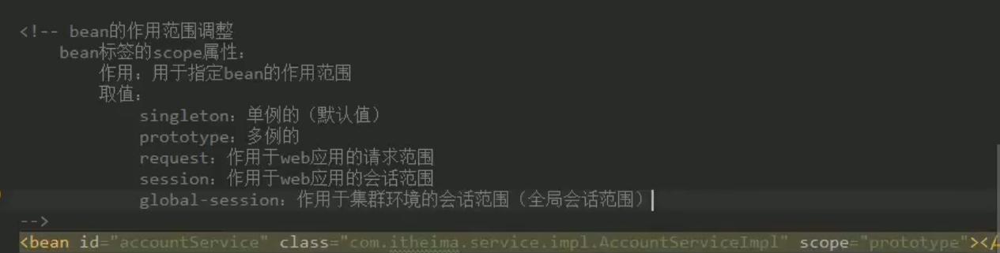 <!-- bean的作用范围调整
bean标签的scope属性：
作用：用于指定bean的作用范围
取值：
singleton：单例的（默认值）
prototype：多例的
request：作用于web应用的请求范围
session：作用于web应用的会话范围
global-session：作用于集群环境的会话范围（全局会话范围）
-->
<bean id="accountService" class="com.itheima.service.impl.AccountServiceImpl" scope="prototype"></